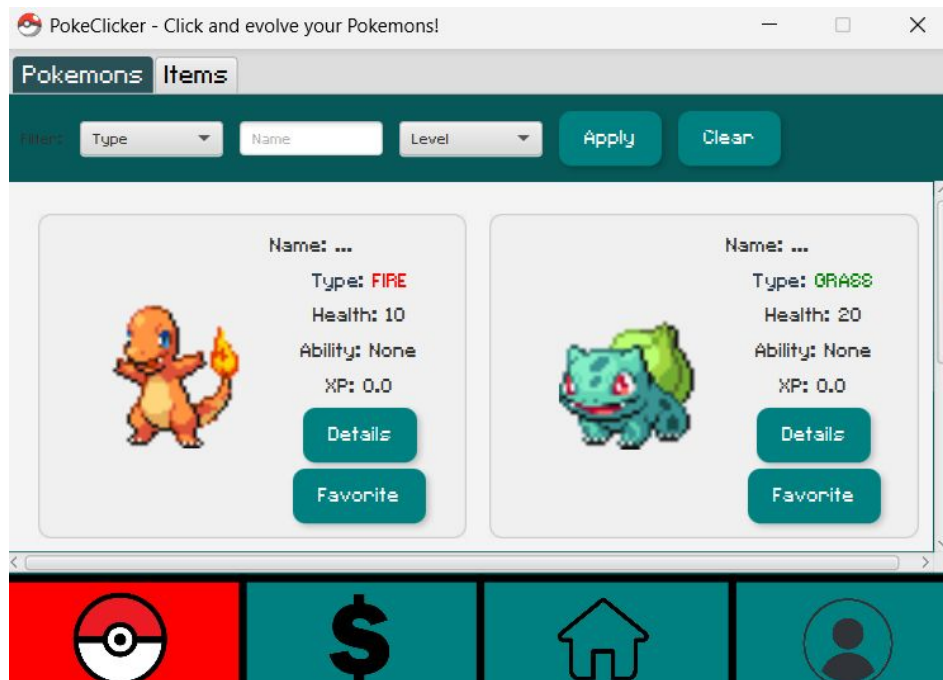 PokeClicker - Click and evolve your Pokemons!
Pokemons Items
Filter: Type Name Level Apply Clear
Name: ...
Type: FIRE
Health: 10
Ability: None
XP: 0.0
Details
Favorite
Name: ...
Type: GRASS
Health: 20
Ability: None
XP: 0.0
Details
Favorite
$